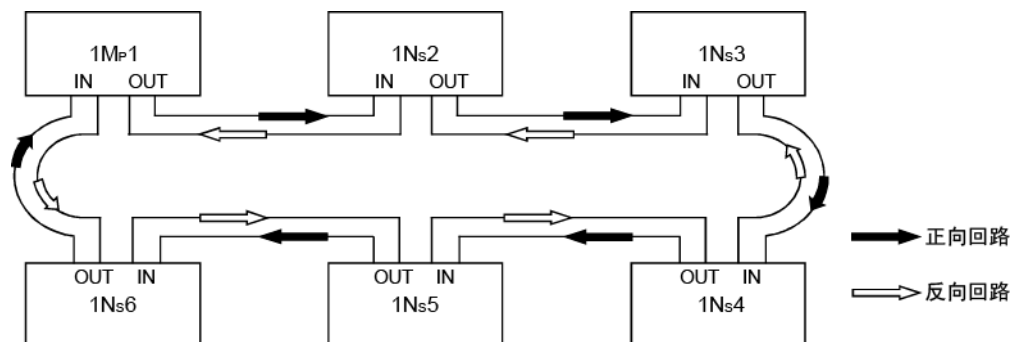 1MP1
1NS2
1NS3
IN OUT
IN OUT
IN OUT
正向回路
OUT IN
OUT IN
OUT IN
1NS6
1NS5
1NS4
反向回路